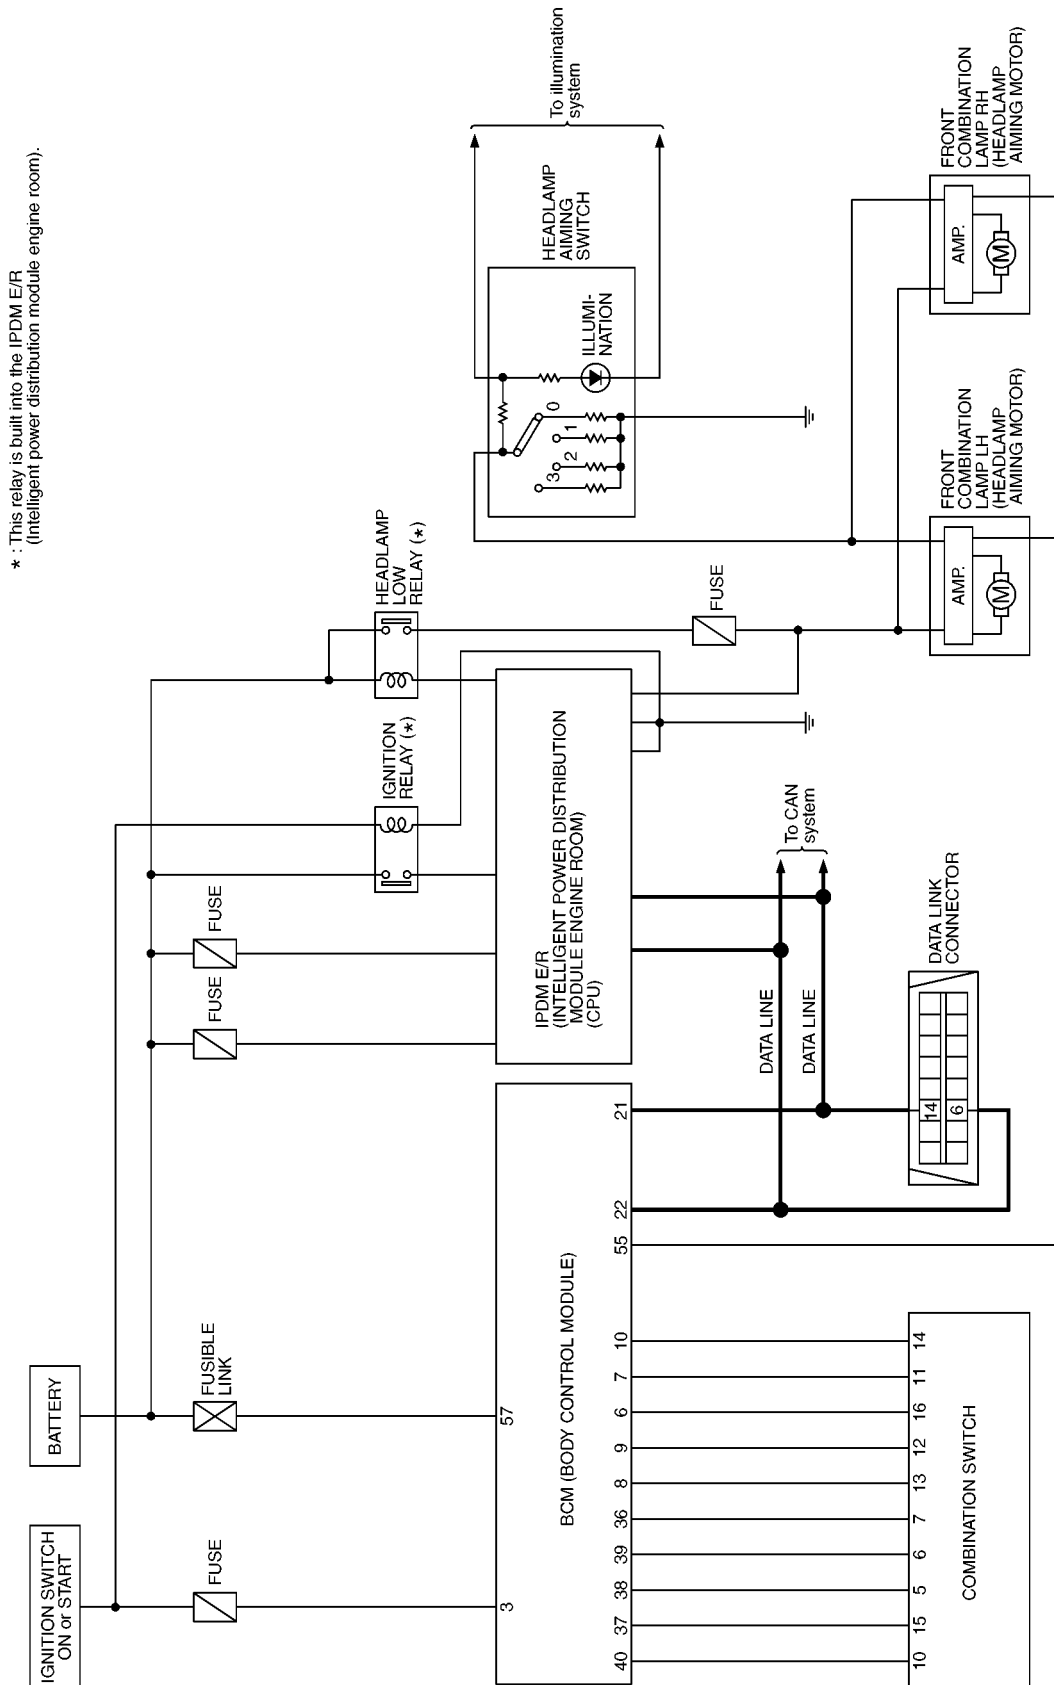 IGNITION SWITCH
ON or START
BATTERY
* : This relay is built into the IPDM E/R
(Intelligent power distribution module engine room).
FUSE
FUSIBLE
LINK
FUSE
FUSE
IGNITION
RELAY (*)
HEADLAMP
LOW
RELAY (*)
HEADLAMP
AIMING
SWITCH
ILLUMI-
NATION
0
1
2
3
To illumination
system
3
57
BCM (BODY CONTROL MODULE)
40
37
38
39
36
8
9
6
7
10
55
22
21
IPDM E/R
(INTELLIGENT POWER DISTRIBUTION
MODULE ENGINE ROOM)
(CPU)
FUSE
DATA LINE
DATA LINE
To CAN
system
10
15
5
6
7
13
12
16
11
14
COMBINATION SWITCH
14
6
DATA LINK
CONNECTOR
AMP.
M
FRONT
COMBINATION
LAMP LH
(HEADLAMP
AIMING MOTOR)
AMP.
M
FRONT
COMBINATION
LAMP RH
(HEADLAMP
AIMING MOTOR)